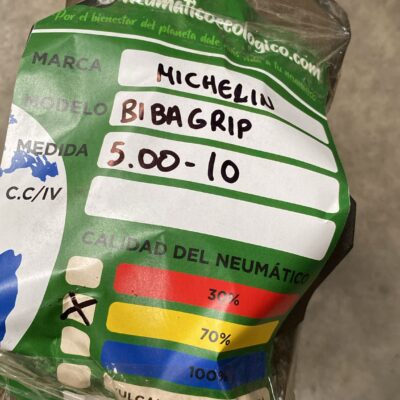 neumaticoecologico.com
Por el bienestar del planeta dale
MARCA MICHELIN
MODELO BIBAGRIP
MEDIDA 5.00-10
C.C/IV
CALIDAD DEL NEUMÁTICO
30%
X 70%
100%